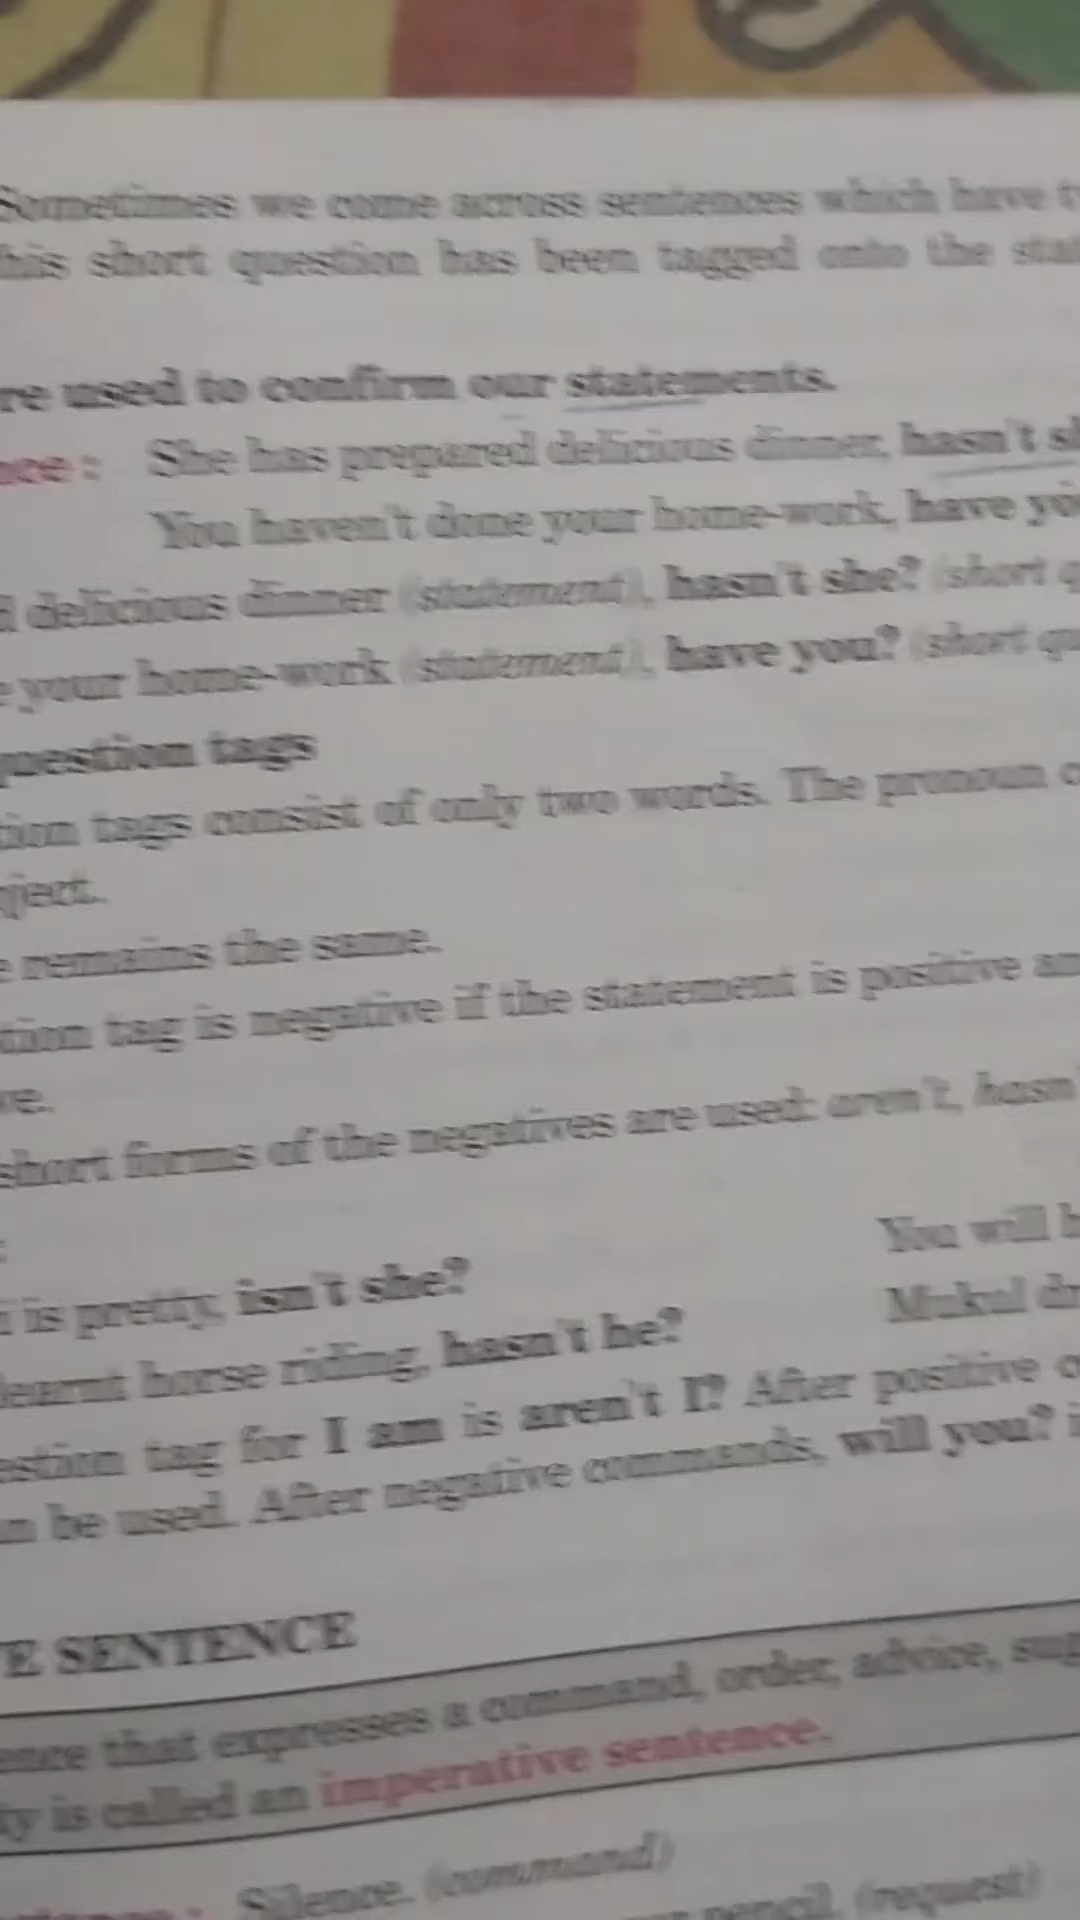 Sometimes we come across sentences which have
his short question has been tagged onto the
re used to confirm our statements.
nce : She has prepared delicious dinner, hasn't
You haven't done your home-work, have
delicious dinner (statement), hasn't she? (short
your home-work (statement), have you? (short
question tags
tion tags consist of only two words. The pronoun
ject.
remains the same.
tion tag is negative if the statement is positive
ve.
short forms of the negatives are used: aren't, hasn'
You will
is pretty, isn't she?
Mukul
learnt horse riding, hasn't he?
estion tag for I am is aren't I? After positive
n be used. After negative commands, will you?
E SENTENCE
ence that expresses a command, order, advice,
ty is called an imperative sentence.
Silence. (command)
pencil. (request)